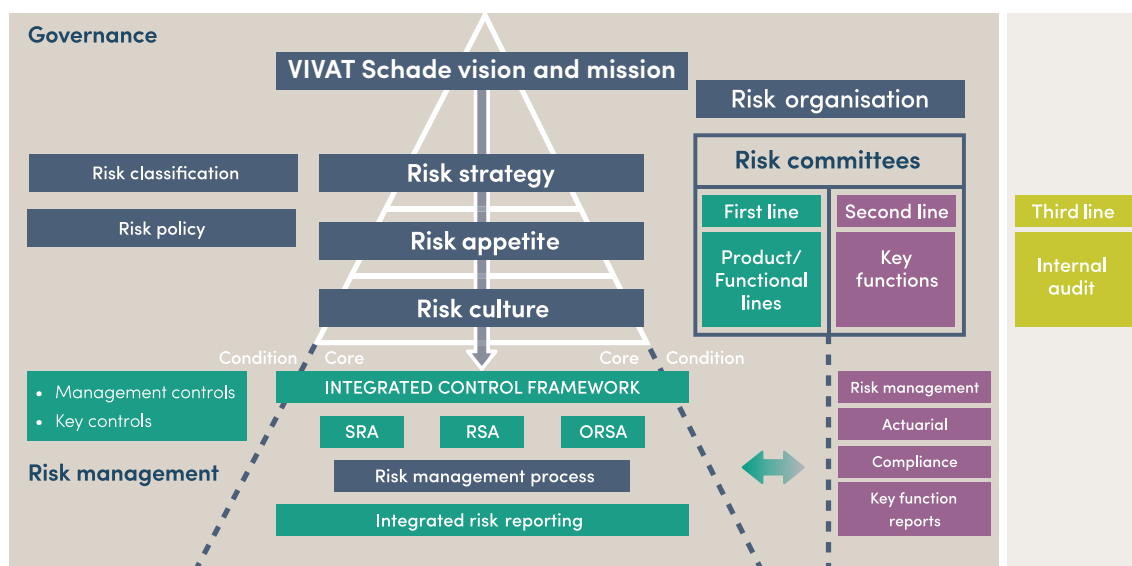 Governance
VIVAT Schade vision and mission
Risk organisation
Risk classification
Risk policy
Risk strategy
Risk appetite
Risk culture
Risk committees
First line
Second line
Third line
Product/
Functional
lines
Key
functions
Internal
audit
Condition
Core
Core
Condition
• Management controls
• Key controls
INTEGRATED CONTROL FRAMEWORK
SRA
RSA
ORSA
Risk management
Risk management process
Integrated risk reporting
Risk management
Actuarial
Compliance
Key function
reports